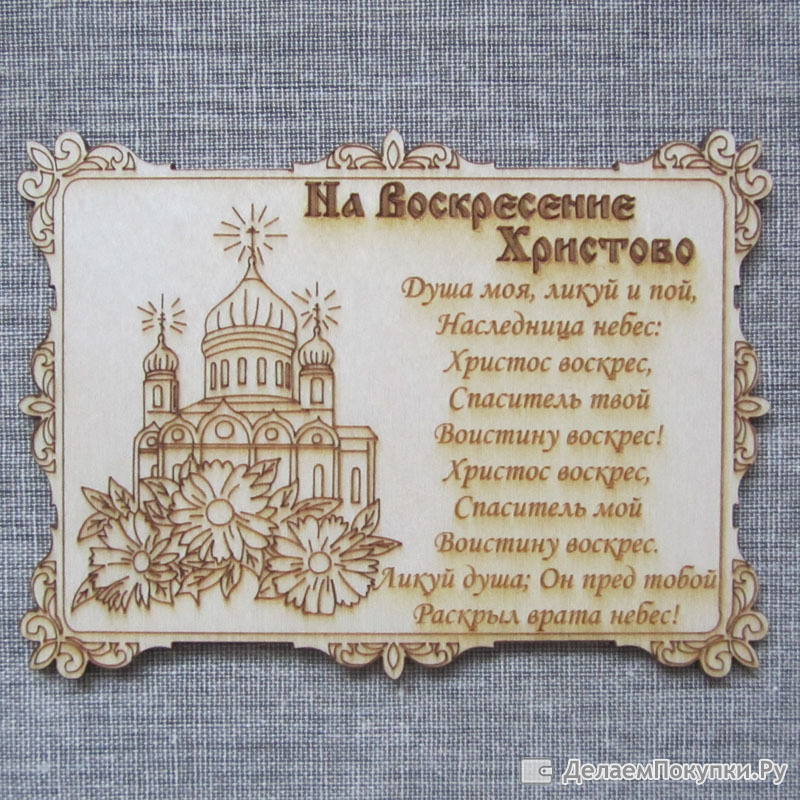 На Воскресение
Христово
Душа моя, ликуй и пой,
Наследница небес:
Христос воскрес,
Спаситель твой
Воистину воскрес!
Христос воскрес,
Спаситель мой
Воистину воскрес.
Ликуй душа; Он пред тобой
Раскрыл врата небес!
ДелаемПокупки.Ру